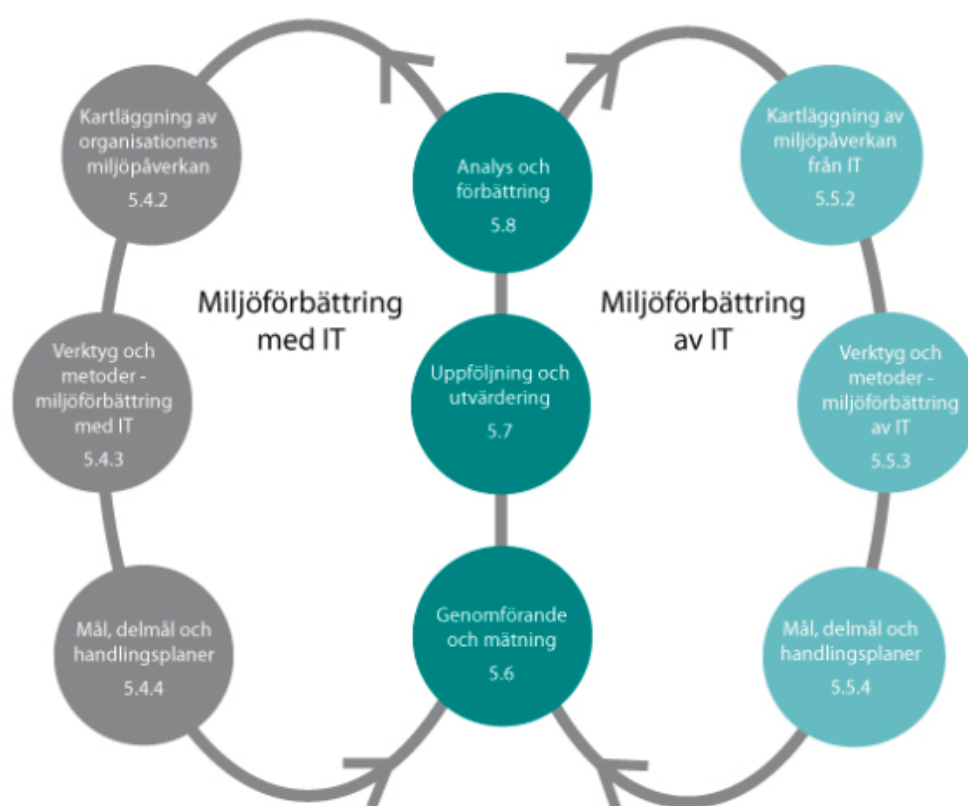 Kartläggning av
organisationens
miljöpåverkan
5.4.2
Analys och
förbättring
5.8
Kartläggning av
miljöpåverkan
från IT
5.5.2
Miljöförbättring
med IT
Miljöförbättring
av IT
Verktyg och
metoder -
miljöförbättring
med IT
5.4.3
Uppföljning och
utvärdering
5.7
Verktyg och
metoder -
miljöförbättring
av IT
5.5.3
Mål, delmål och
handlingsplaner
5.4.4
Genomförande
och mätning
5.6
Mål, delmål och
handlingsplaner
5.5.4